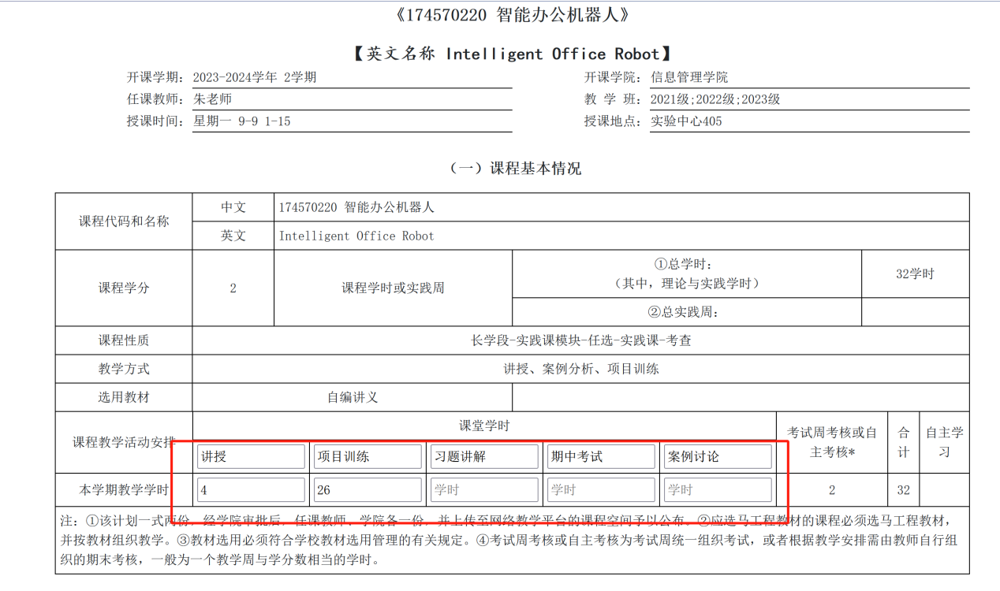 《174570220 智能办公机器人》
【英文名称 Intelligent Office Robot】
开课学期： 2023-2024学年 2学期
开课学院： 信息管理学院
任课教师： 朱老师
教 学 班： 2021级;2022级;2023级
授课时间： 星期一 9-9 1-15
授课地点： 实验中心405
（一）课程基本情况
课程代码和名称
中文
174570220 智能办公机器人
英文
Intelligent Office Robot
课程学分
2
课程学时或实践周
①总学时：
（其中，理论与实践学时）
32学时
②总实践周：
课程性质
长学段-实践课模块-任选-实践课-考查
教学方式
讲授、案例分析、项目训练
选用教材
自编讲义
课程教学活动安排
课堂学时
考试周考核或自
主考核*
合
计
自主学
习
讲授
项目训练
习题讲解
期中考试
案例讨论
本学期教学学时
4
26
学时
学时
学时
2
32
注：①该计划一式两份，经学院审批后，任课教师、学院各一份，并上传至网络教学平台的课程空间予以公布。②应选马工程教材的课程必须选马工程教材，
并按教材组织教学。③教材选用必须符合学校教材选用管理的有关规定。④考试周考核或自主考核为考试周统一组织考试，或者根据教学安排需由教师自行组
织的期末考核，一般为一个教学周与学分数相当的学时。